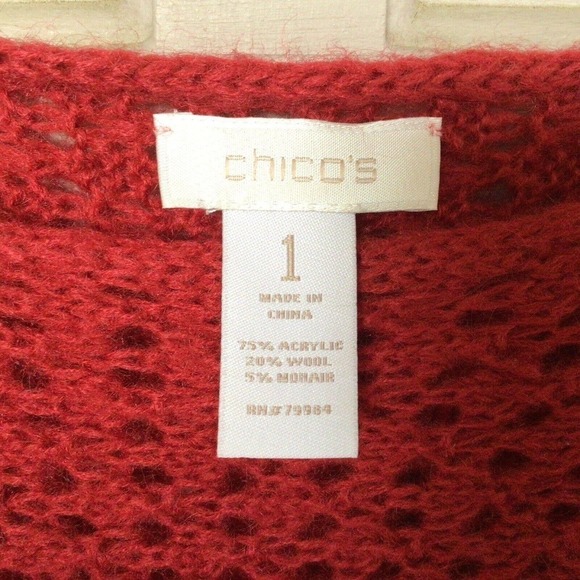 chico's
1
MADE IN
CHINA
75% ACRYLIC
20% WOOL
5% MOHAIR
RN# 79984